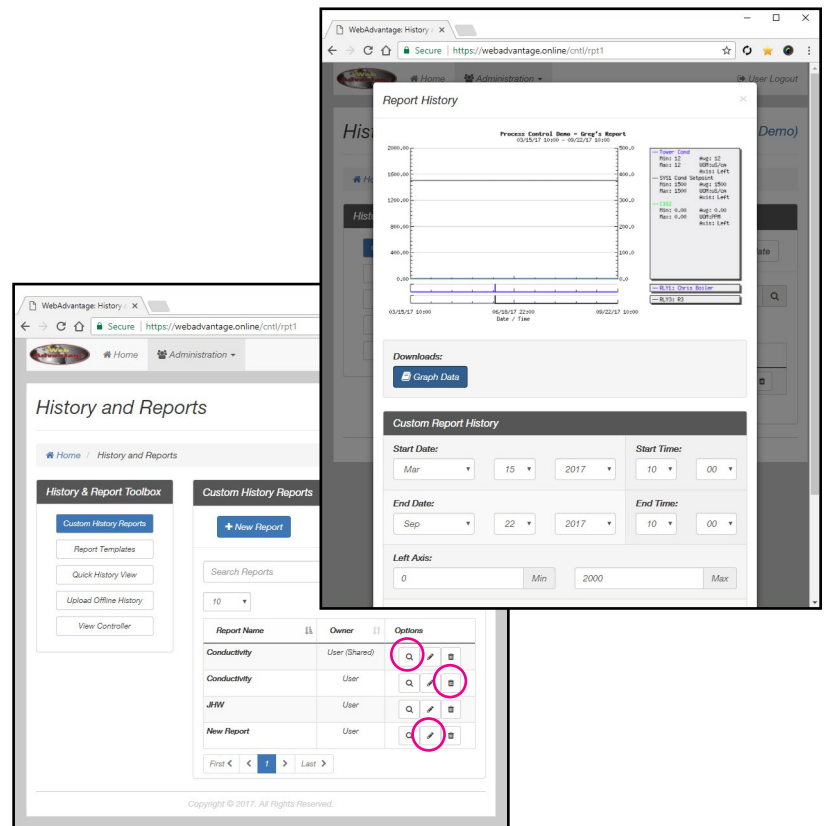 WebAdvantage: History a
Secure | https://webadvantage.online/cntl/rpt1
Home Administration
User Logout
Report History
Hist
Demo)
Process Control Demo - Greg's Report
03/15/17 10:00 - 09/22/17 10:00
2000.00
1600.00
1200.00
800.00
400.00
0.00
500.0
400.0
300.0
200.0
100.0
0.0
Tower Cond
Min: 12 Avg: 12
Max: 12 UOM:uS/cm
Axis: Left
SYS1 Cond Setpoint
Min: 1500 Avg: 1500
Max: 1500 UOM:uS/cm
Axis: Left
Min: 0.00 Avg: 0.00
Max: 0.00 UOM:PPM
Axis: Left
RLY1: Chris Boiler
RLY3: R3
03/15/17 10:00 06/18/17 22:00 09/22/17 10:00
Date / Time
Downloads:
Graph Data
Custom Report History
Start Date: Start Time:
Mar 15 2017 10 00
End Date: End Time:
Sep 22 2017 10 00
Left Axis:
0 Min 2000 Max
WebAdvantage: History a
Secure | https://webadvantage.online/cntl/rpt1
Web
Advantage
Home Administration
History and Reports
Home / History and Reports
History & Report Toolbox
Custom History Reports
Report Templates
Quick History View
Upload Offline History
View Controller
Custom History Reports
+ New Report
Search Reports
10
Report Name Owner Options
Conductivity User (Shared)
Conductivity User
JHW User
New Report User
First 1 Last
Copyright © 2017. All Rights Reserved.